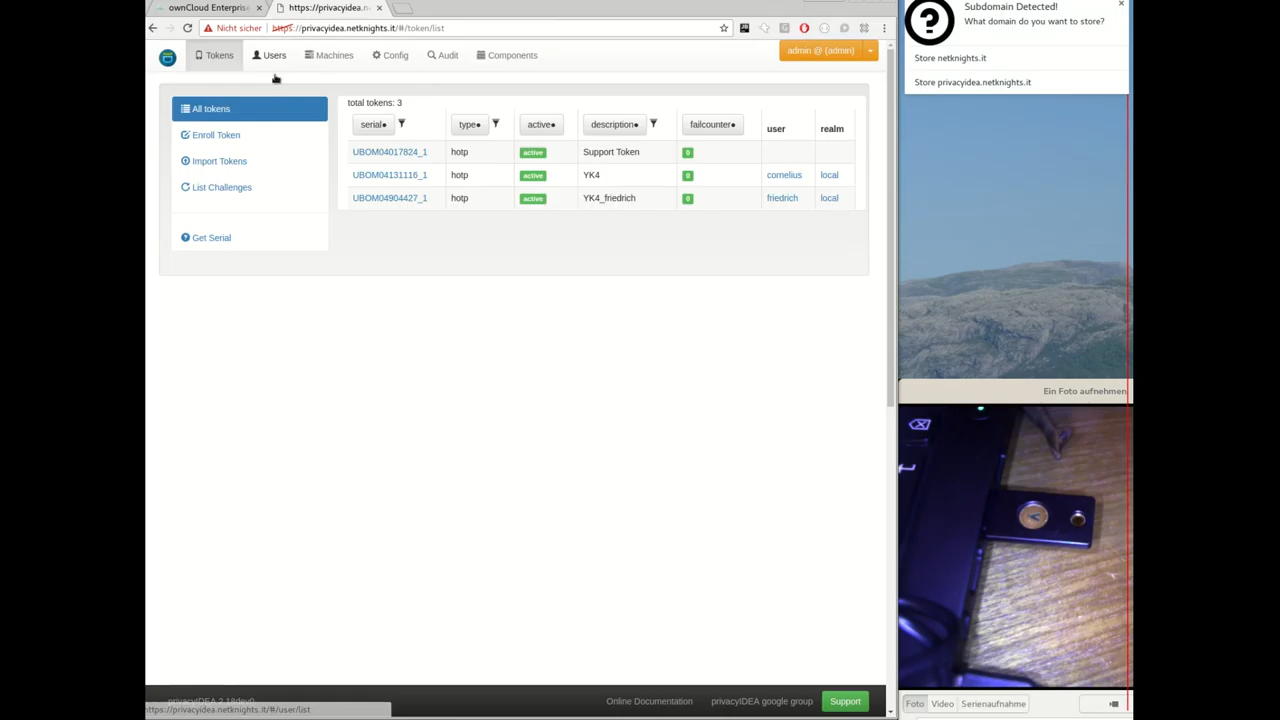 ownCloud Enterprise ×
https://privacyidea.n ×
Nicht sicher https://privacyidea.netknights.it/#/token/list
Tokens Users Machines Config Audit Components admin @ (admin)
All tokens
Enroll Token
Import Tokens
List Challenges
Get Serial
total tokens: 3
serial type active description failcounter user realm
UBOM04017824_1 hotp active Support Token 0
UBOM04131116_1 hotp active YK4 0 cornelius local
UBOM04904427_1 hotp active YK4_friedrich 0 friedrich local
privacyIDEA 2.18dev0 Online Documentation privacyIDEA google group Support
https://privacyidea.netknights.it/#/user/list
Subdomain Detected!
What domain do you want to store?
Store netknights.it
Store privacyidea.netknights.it
Ein Foto aufnehmen
Foto Video Serienaufnahme